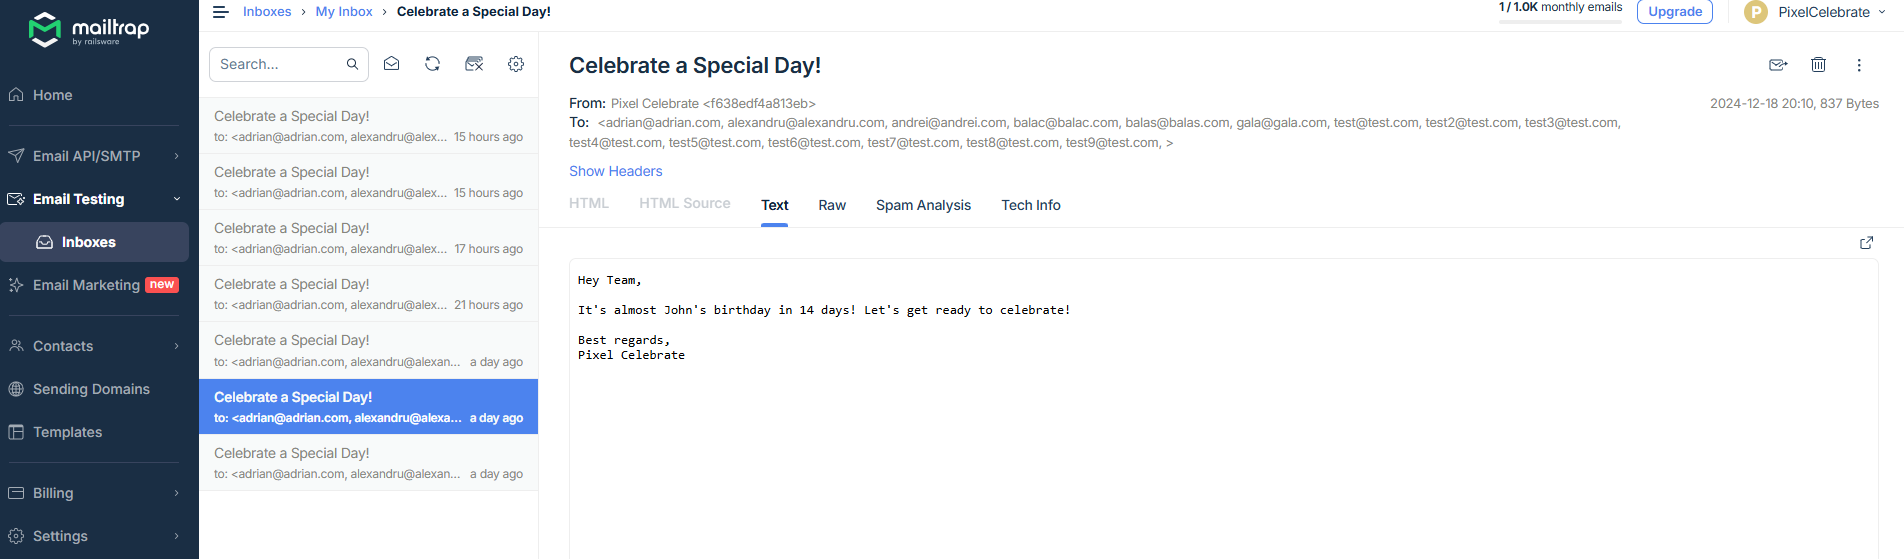 mailtrap
by railsware
Home
Email API/SMTP
Email Testing
Inboxes
Email Marketing new
Contacts
Sending Domains
Templates
Billing
Settings
Inboxes › My Inbox › Celebrate a Special Day!
1 / 1.0K monthly emails
Upgrade
P PixelCelebrate
Search...
Celebrate a Special Day!
to: <adrian@adrian.com, alexandru@alex... 15 hours ago
Celebrate a Special Day!
to: <adrian@adrian.com, alexandru@alex... 15 hours ago
Celebrate a Special Day!
to: <adrian@adrian.com, alexandru@alex... 17 hours ago
Celebrate a Special Day!
to: <adrian@adrian.com, alexandru@alex... 21 hours ago
Celebrate a Special Day!
to: <adrian@adrian.com, alexandru@alexan... a day ago
Celebrate a Special Day!
to: <adrian@adrian.com, alexandru@alexa... a day ago
Celebrate a Special Day!
to: <adrian@adrian.com, alexandru@alexan... a day ago
Celebrate a Special Day!
From: Pixel Celebrate <f638edf4a813eb>
2024-12-18 20:10, 837 Bytes
To: <adrian@adrian.com, alexandru@alexandru.com, andrei@andrei.com, balac@balac.com, balas@balas.com, gala@gala.com, test@test.com, test2@test.com, test3@test.com,
test4@test.com, test5@test.com, test6@test.com, test7@test.com, test8@test.com, test9@test.com, >
Show Headers
HTML HTML Source Text Raw Spam Analysis Tech Info
Hey Team,
It's almost John's birthday in 14 days! Let's get ready to celebrate!
Best regards,
Pixel Celebrate